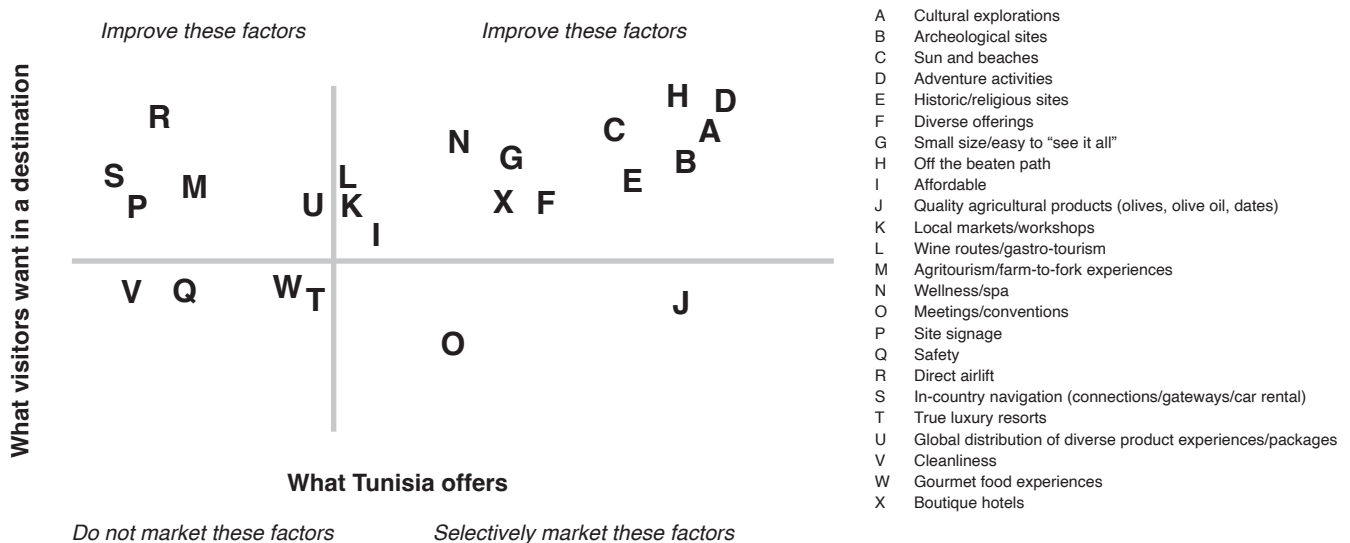 Improve these factors
Improve these factors
What visitors want in a destination
H
D
R
C
A
N
G
B
S
L
E
M
P
U
K
X
F
I
V
Q
W
T
J
O
What Tunisia offers
Do not market these factors
Selectively market these factors
A Cultural explorations
B Archeological sites
C Sun and beaches
D Adventure activities
E Historic/religious sites
F Diverse offerings
G Small size/easy to “see it all”
H Off the beaten path
I Affordable
J Quality agricultural products (olives, olive oil, dates)
K Local markets/workshops
L Wine routes/gastro-tourism
M Agritourism/farm-to-fork experiences
N Wellness/spa
O Meetings/conventions
P Site signage
Q Safety
R Direct airlift
S In-country navigation (connections/gateways/car rental)
T True luxury resorts
U Global distribution of diverse product experiences/packages
V Cleanliness
W Gourmet food experiences
X Boutique hotels